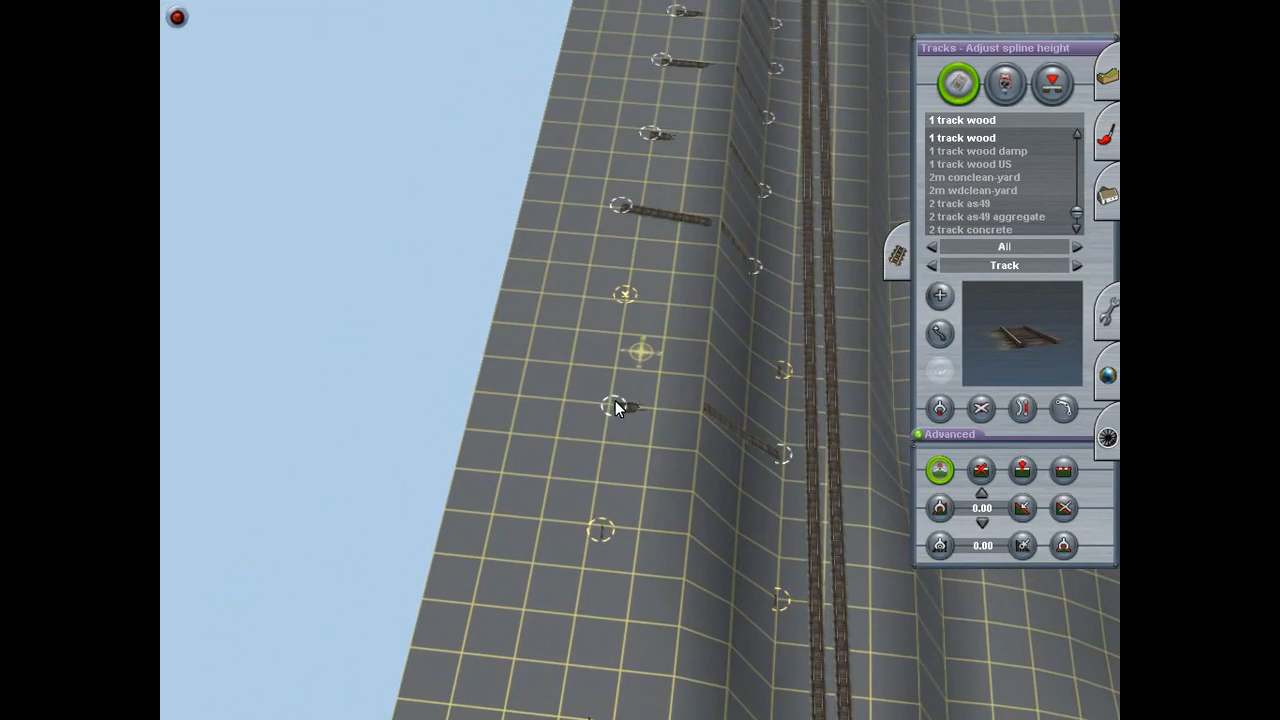 Tracks - Adjust spline height
1 track wood
1 track wood
1 track wood damp
1 track wood US
2m conclean-yard
2m wdclean-yard
2 track as49
2 track as49 aggregate
2 track concrete
All
Track
Advanced
0.00
0.00